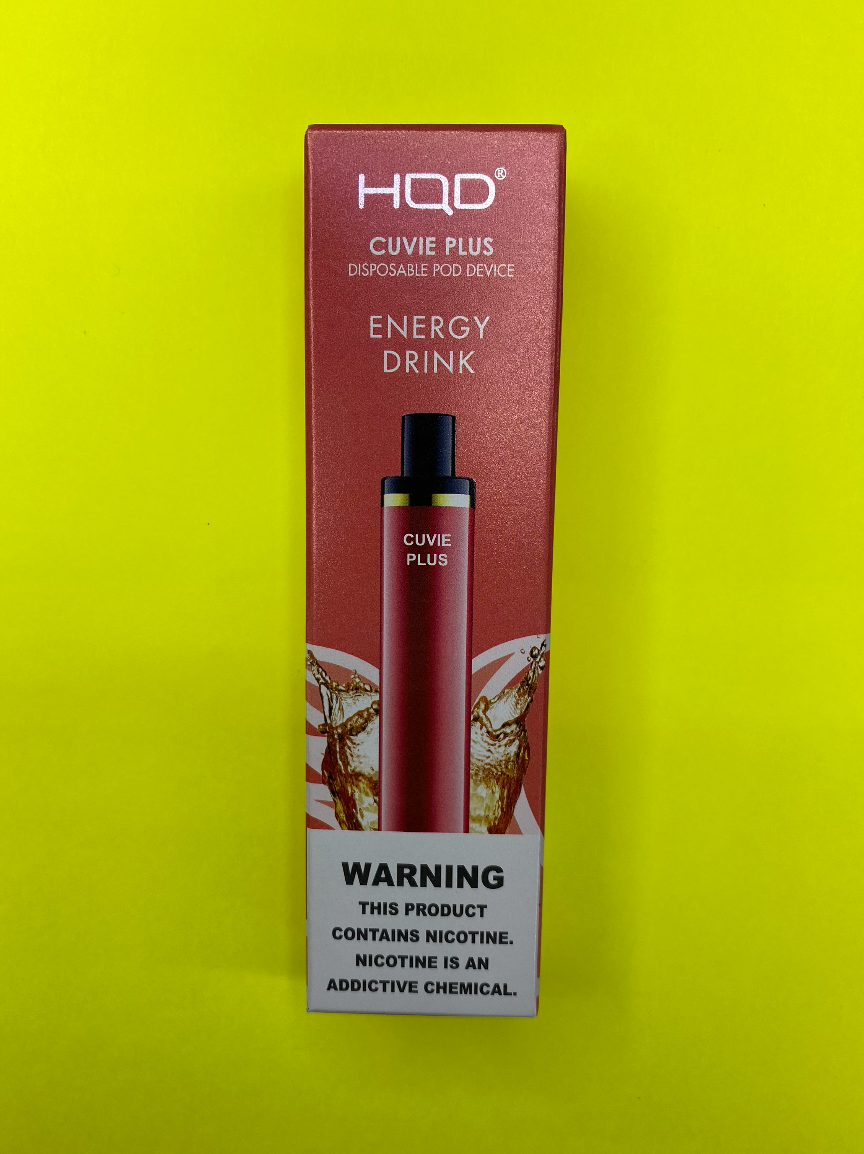 HQD®
CUVIE PLUS
DISPOSABLE POD DEVICE
ENERGY
DRINK
CUVIE
PLUS
WARNING
THIS PRODUCT
CONTAINS NICOTINE.
NICOTINE IS AN
ADDICTIVE CHEMICAL.